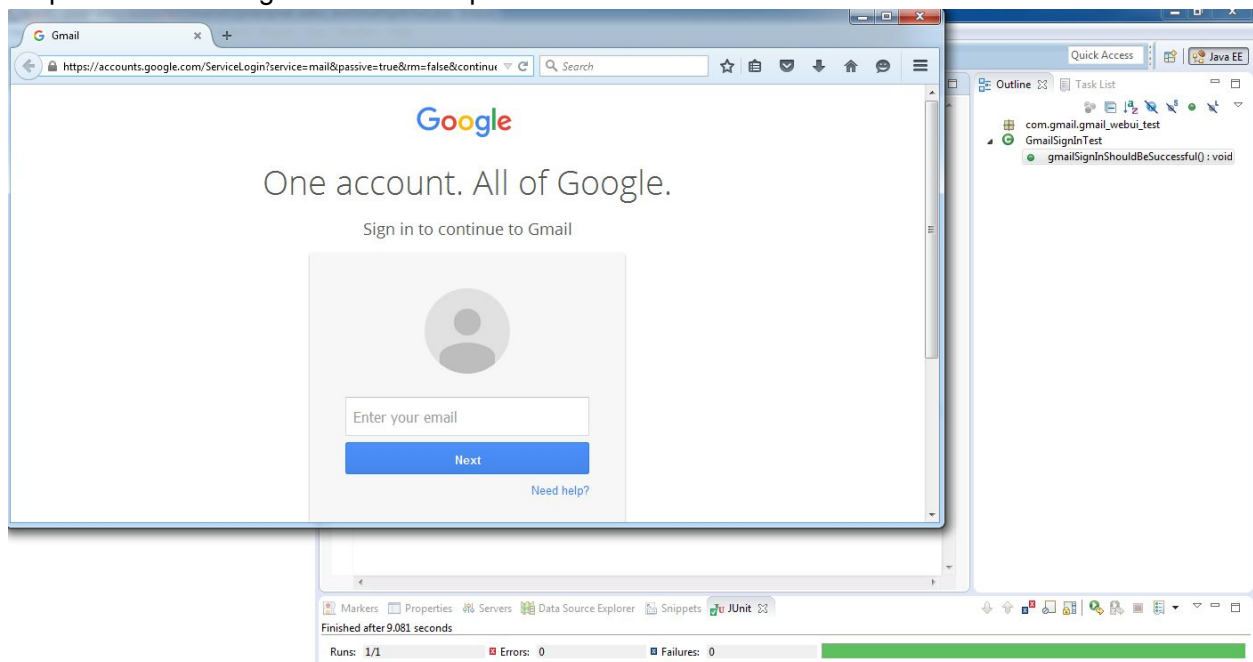 Gmail
https://accounts.google.com/ServiceLogin?service=mail&passive=true&rm=false&continue
Search
Quick Access
Java EE
Outline
Task List
Google
com.gmail.gmail_webui_test
GmailSignInTest
gmailSignInShouldBeSuccessful() : void
One account. All of Google.
Sign in to continue to Gmail
Enter your email
Next
Need help?
Markers Properties Servers Data Source Explorer Snippets JUnit
Finished after 9.081 seconds
Runs: 1/1 Errors: 0 Failures: 0